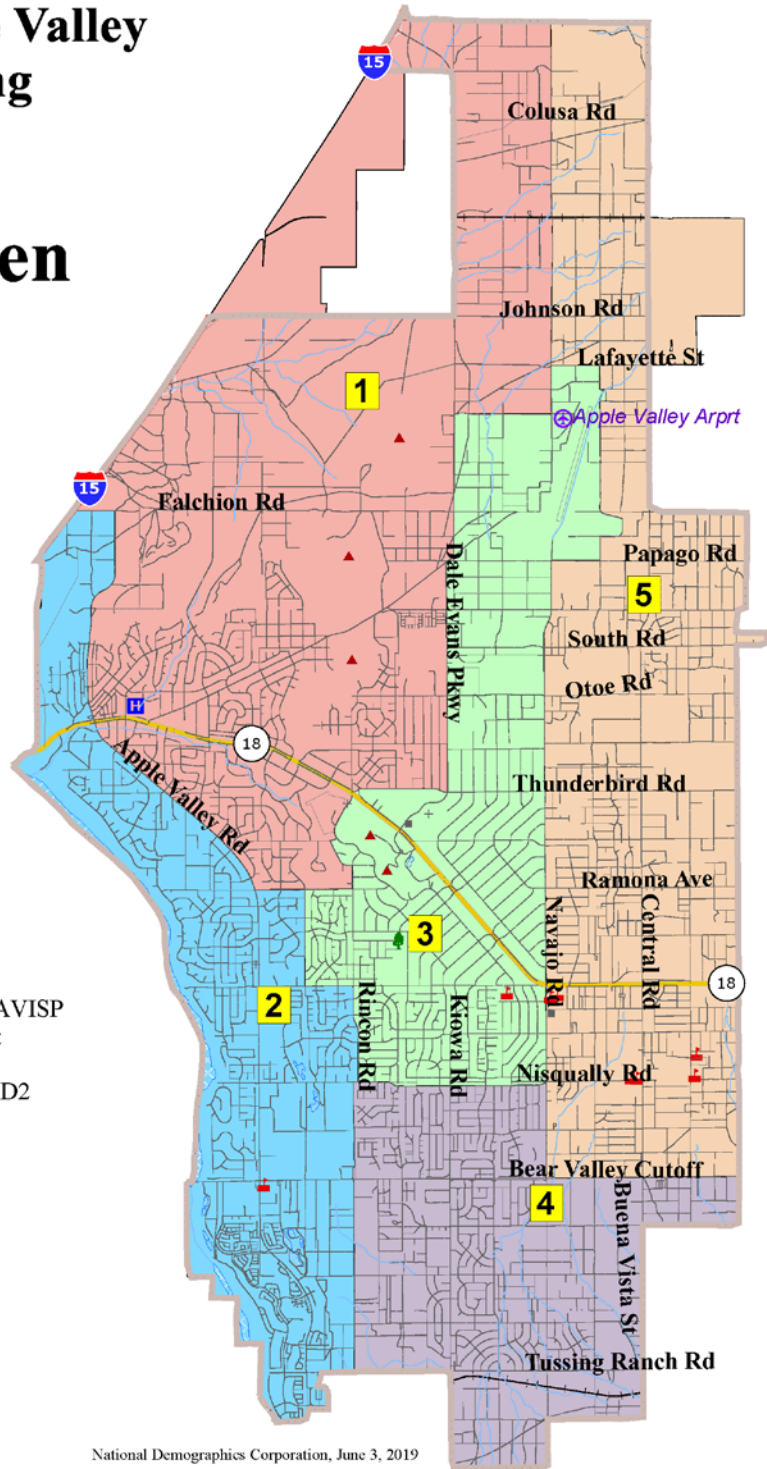 Valley
15
ng
Colusa Rd
en
Johnson Rd
Lafayette St
1
Apple Valley Arprt
15
Falchion Rd
Dale Evans Pkwy
Papago Rd
5
South Rd
Otoe Rd
H
18
Apple Valley Rd
Thunderbird Rd
Ramona Ave
Navajo Rd
Central Rd
3
18
2
AVISP
Rincon Rd
Kiowa Rd
Nisqually Rd
D2
Bear Valley Cutoff
4
Buena Vista St
Tussing Ranch Rd
National Demographics Corporation, June 3, 2019